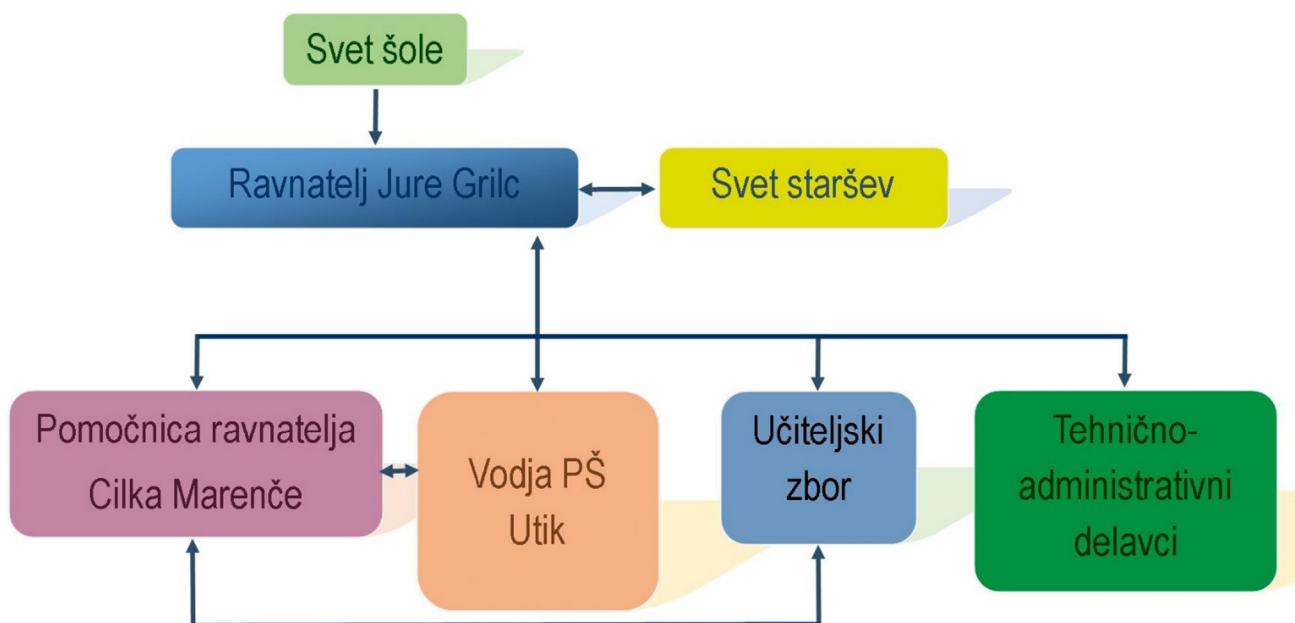 Svet šole
Ravnatelj Jure Grilc
Svet staršev
Pomočnica ravnatelja
Cilka Marenče
Vodja PŠ
Utik
Učiteljski
zbor
Tehnično-
administrativni
delavci